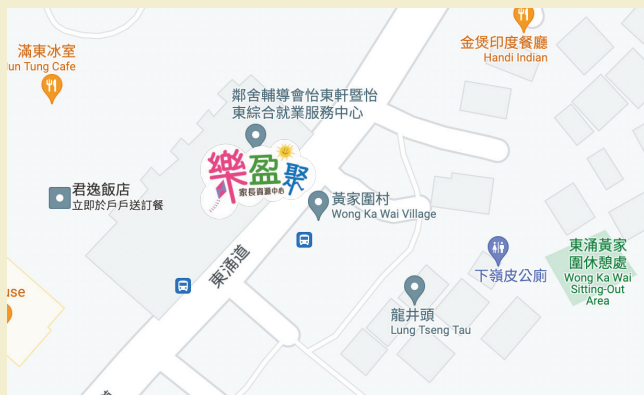 滿東冰室
un Tung Cafe
金煲印度餐廳
Handi Indian
鄰舍輔導會怡東軒暨怡
東綜合就業服務中心
樂盈聚
家長資源中心
君逸飯店
立即於戶戶送訂餐
黃家圍村
Wong Ka Wai Village
東涌道
下嶺皮公廁
東涌黃家
圍休憩處
Wong Ka Wai
Sitting-Out
Area
use
龍井頭
Lung Tseng Tau